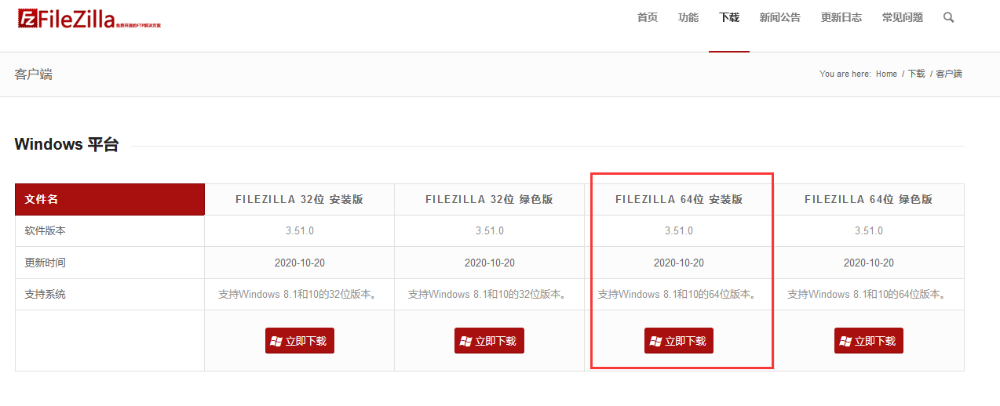 FileZilla 免费开源的FTP解决方案
首页 功能 下载 新闻公告 更新日志 常见问题
客户端
You are here: Home / 下载 / 客户端
Windows 平台
文件名 FILEZILLA 32位 安装版 FILEZILLA 32位 绿色版 FILEZILLA 64位 安装版 FILEZILLA 64位 绿色版
软件版本 3.51.0 3.51.0 3.51.0 3.51.0
更新时间 2020-10-20 2020-10-20 2020-10-20 2020-10-20
支持系统 支持Windows 8.1和10的32位版本。 支持Windows 8.1和10的32位版本。 支持Windows 8.1和10的64位版本。 支持Windows 8.1和10的64位版本。
立即下载 立即下载 立即下载 立即下载